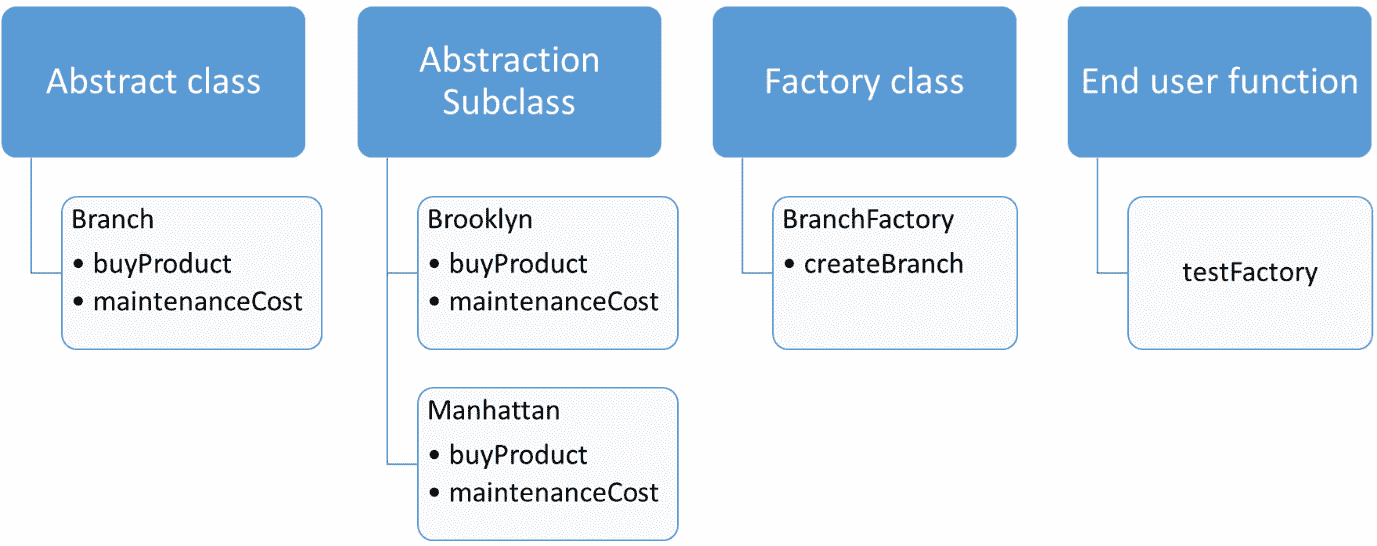 Abstract class
Branch
• buyProduct
• maintenanceCost
Abstraction
Subclass
Brooklyn
• buyProduct
• maintenanceCost
Manhattan
• buyProduct
• maintenanceCost
Factory class
BranchFactory
• createBranch
End user function
testFactory